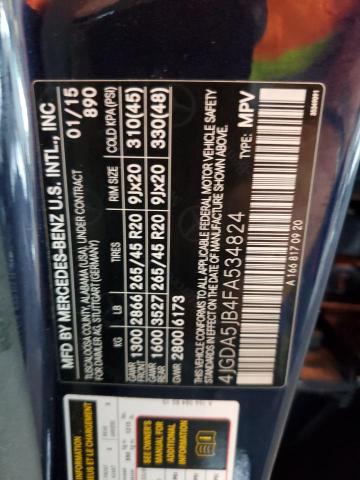 MFD BY MERCEDES-BENZ U.S. INTL., INC
TUSCALOOSA COUNTY, ALABAMA (USA), UNDER CONTRACT
FOR DAIMLER AG, STUTTGART (GERMANY)
01/15
890
KG LB TIRES RIM SIZE COLD KPA(PSI)
GAWR FRONT 1300 2866 265/45 R20 9Jx20 310(45)
GAWR 1600 3527 265/45 R20 9Jx20 330(48)
GVWR 2800 6173
THIS VEHICLE CONFORMS TO ALL APPLICABLE FEDERAL MOTOR VEHICLE SAFETY
STANDARDS IN EFFECT ON THE DATE OF MANUFACTURE SHOWN ABOVE.
4JGDA5JB4FA534824 TYPE: MPV
A 166 817 09 20
INFORMATION
SEE OWNER'S
MANUAL FOR
ADDITIONAL
INFORMATION